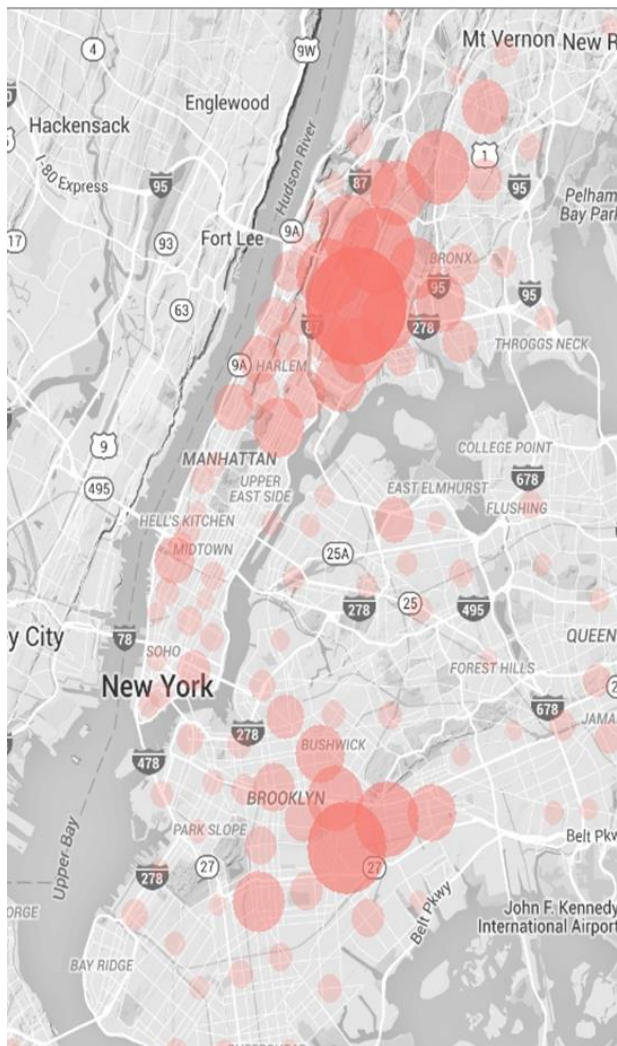 9W
Mt Vernon New R
4
Englewood
Hackensack
1
I-80 Express
95
Hudson River
87
95
Pelham
Bay Park
17
93
Fort Lee
9A
BRONX
95
95
63
87
278
THROGGS NECK
9A
HARLEM
9
MANHATTAN
COLLEGE POINT
495
UPPER
EAST SIDE
EAST ELMHURST
678
FLUSHING
HELL'S KITCHEN
MIDTOWN
25A
278
25
495
y City
78
SOHO
QUEEN
FOREST HILLS
New York
2
678
JAMA
278
BUSHWICK
478
BROOKLYN
PARK SLOPE
Belt Pkw
Upper Bay
278
27
27
Belt Pkwy
John F. Kennedy
International Airport
ORGE
BAY RIDGE